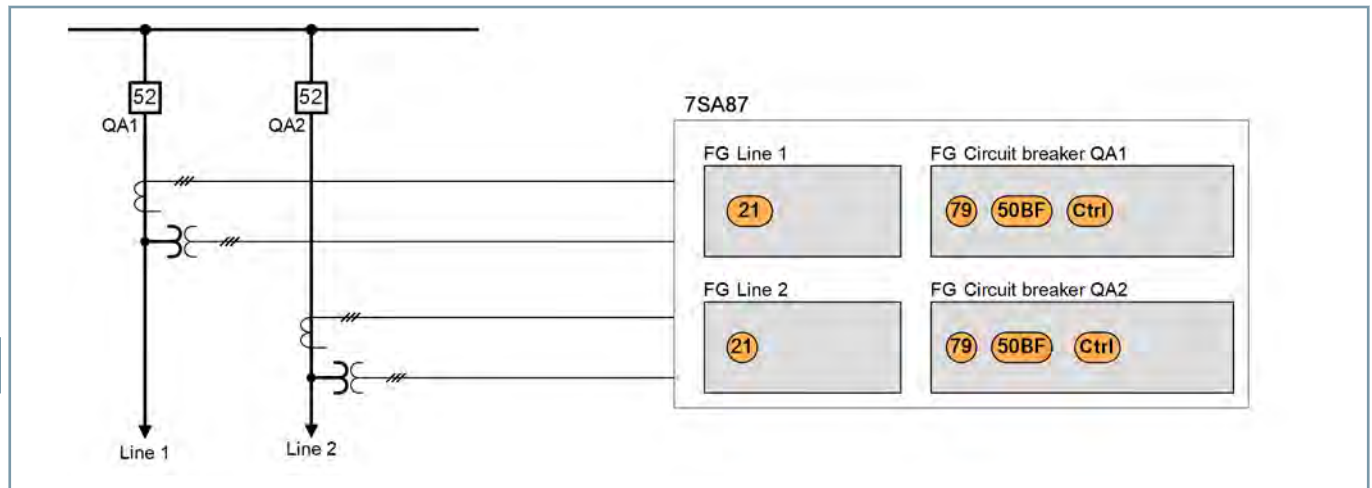 52
QA1
52
QA2
Line 1
Line 2
7SA87
FG Line 1
21
FG Circuit breaker QA1
79 50BF Ctrl
FG Line 2
21
FG Circuit breaker QA2
79 50BF Ctrl